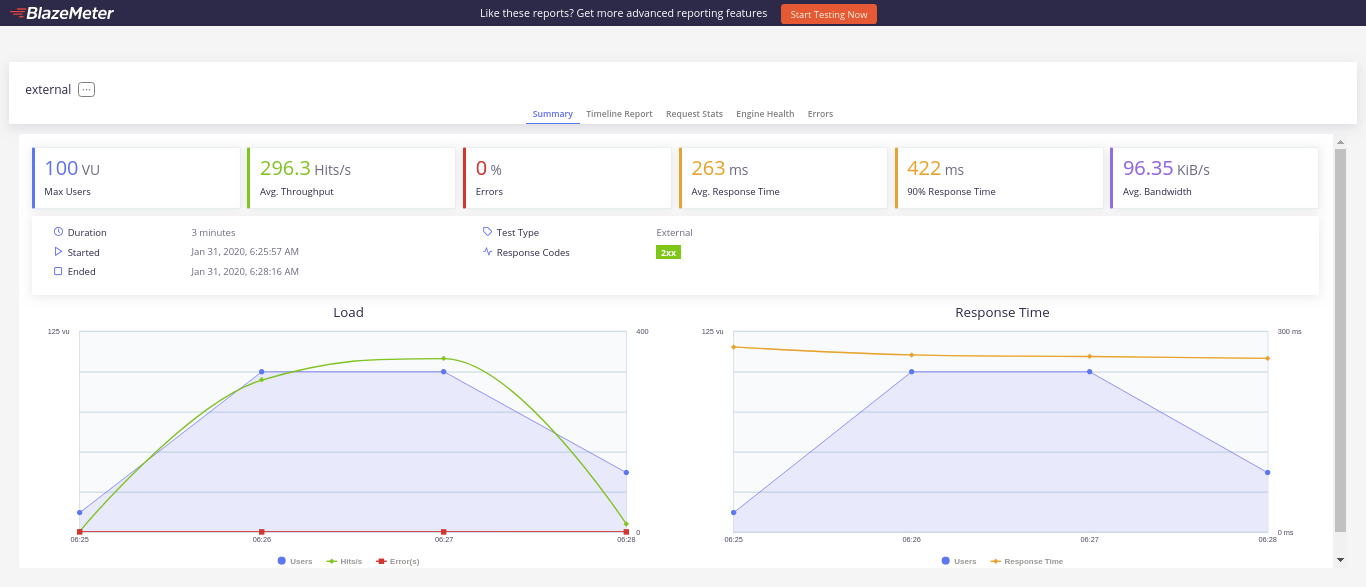 BlazeMeter
Like these reports? Get more advanced reporting features Start Testing Now
external ...
Summary Timeline Report Request Stats Engine Health Errors
100 VU
Max Users
296.3 Hits/s
Avg. Throughput
0 %
Errors
263 ms
Avg. Response Time
422 ms
90% Response Time
96.35 KiB/s
Avg. Bandwidth
Duration 3 minutes
Started Jan 31, 2020, 6:25:57 AM
Ended Jan 31, 2020, 6:28:16 AM
Test Type External
Response Codes 2xx
Load
125 vu 400
0
06:25 06:26 06:27 06:28
Users Hits/s Error(s)
Response Time
125 vu 300 ms
0 ms
06:25 06:26 06:27 06:28
Users Response Time